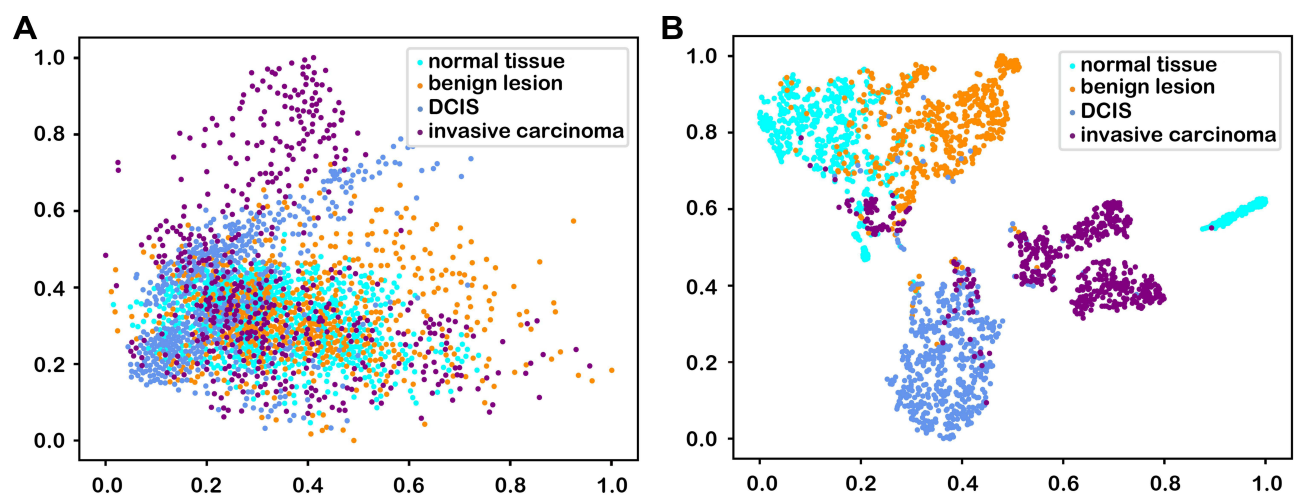 A
1.0
0.8
0.6
0.4
0.2
0.0
0.0 0.2 0.4 0.6 0.8 1.0
normal tissue
benign lesion
DCIS
invasive carcinoma
B
1.0
0.8
0.6
0.4
0.2
0.0
0.0 0.2 0.4 0.6 0.8 1.0
normal tissue
benign lesion
DCIS
invasive carcinoma